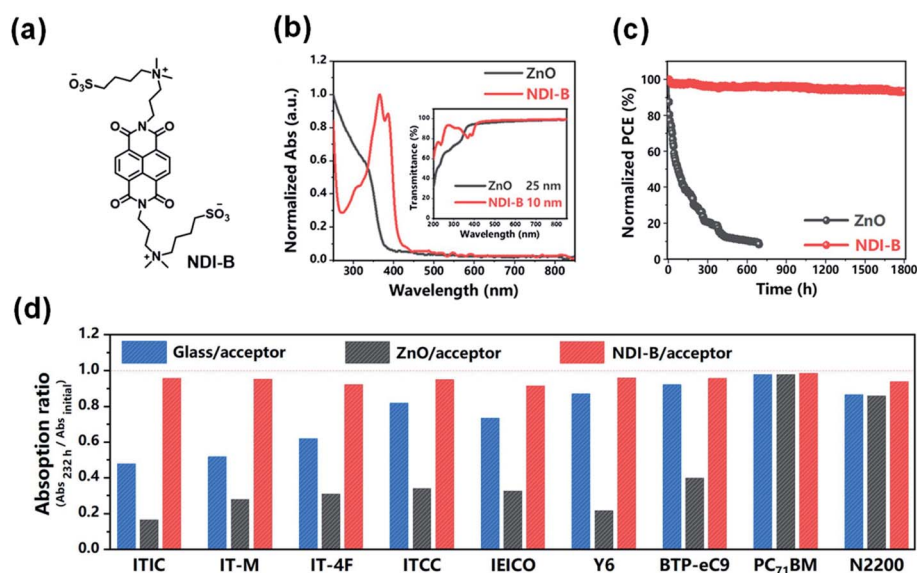 (a)
O₃S⁻
N⁺
O N O
O N O
SO₃⁻
N⁺
NDI-B
(b)
Normalized Abs (a.u.)
1.2
1.0
0.8
0.6
0.4
0.2
0.0
ZnO
NDI-B
Transmittance (%)
100
80
60
40
20
0
ZnO 25 nm
NDI-B 10 nm
200 300 400 500 600 700 800
Wavelength (nm)
300 400 500 600 700 800
Wavelength (nm)
(c)
Normalized PCE (%)
100
80
60
40
20
0
ZnO
NDI-B
0 300 600 900 1200 1500 1800
Time (h)
(d)
Absoption ratio
(Abs 232 h / Abs initial)
1.2
1.0
0.8
0.6
0.4
0.2
0.0
Glass/acceptor ZnO/acceptor NDI-B/acceptor
ITIC IT-M IT-4F ITCC IEICO Y6 BTP-eC9 PC₇₁BM N2200